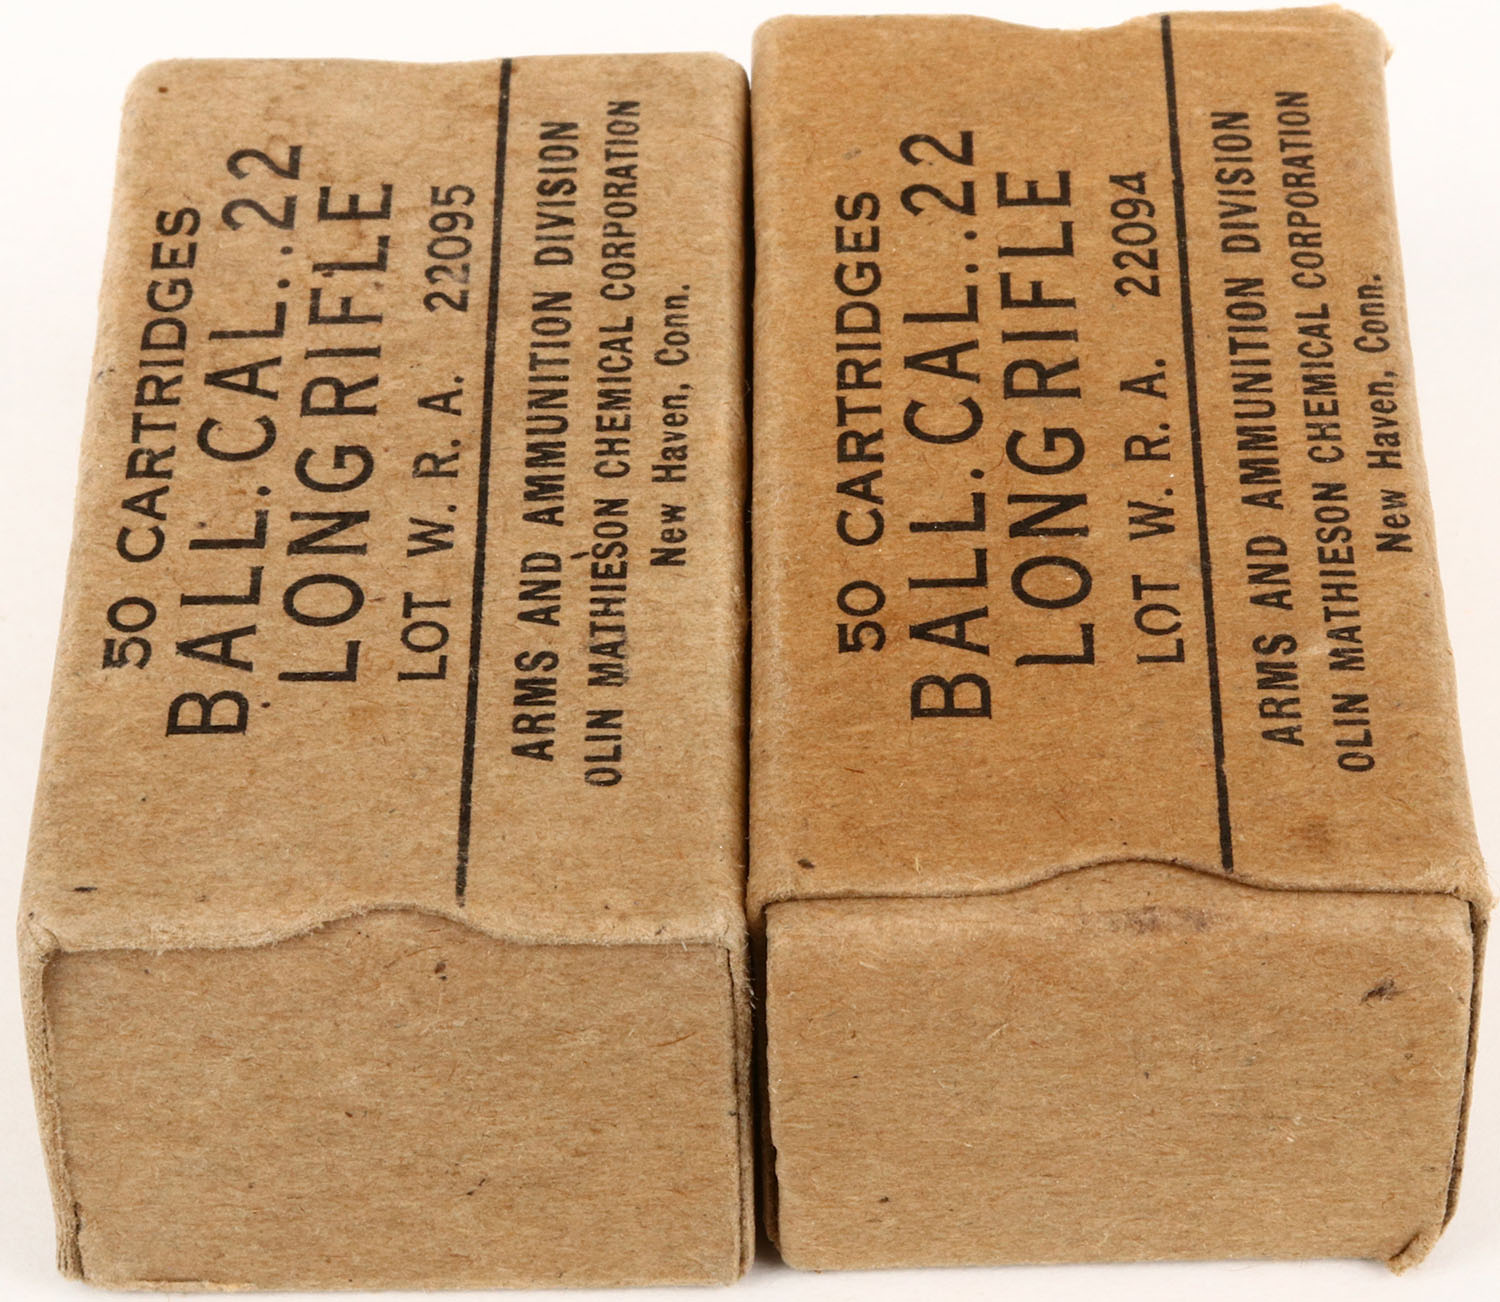 50 CARTRIDGES
BALL. CAL..22
LONG RIFLE
LOT W. R. A. 22095
ARMS AND AMMUNITION DIVISION
OLIN MATHIESON CHEMICAL CORPORATION
New Haven, Conn.
50 CARTRIDGES
BALL. CAL..22
LONG RIFLE
LOT W. R. A. 22094
ARMS AND AMMUNITION DIVISION
OLIN MATHIESON CHEMICAL CORPORATION
New Haven, Conn.